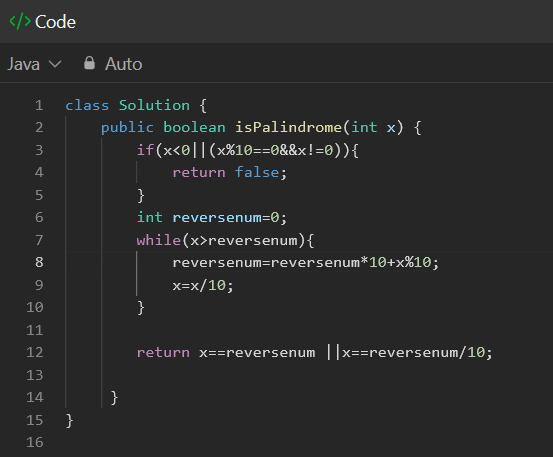 </> Code
Java Auto
1 class Solution {
2 public boolean isPalindrome(int x) {
3 if(x<0||(x%10==0&&x!=0)){
4 return false;
5 }
6 int reversenum=0;
7 while(x>reversenum){
8 reversenum=reversenum*10+x%10;
9 x=x/10;
10 }
11
12 return x==reversenum ||x==reversenum/10;
13
14 }
15 }
16